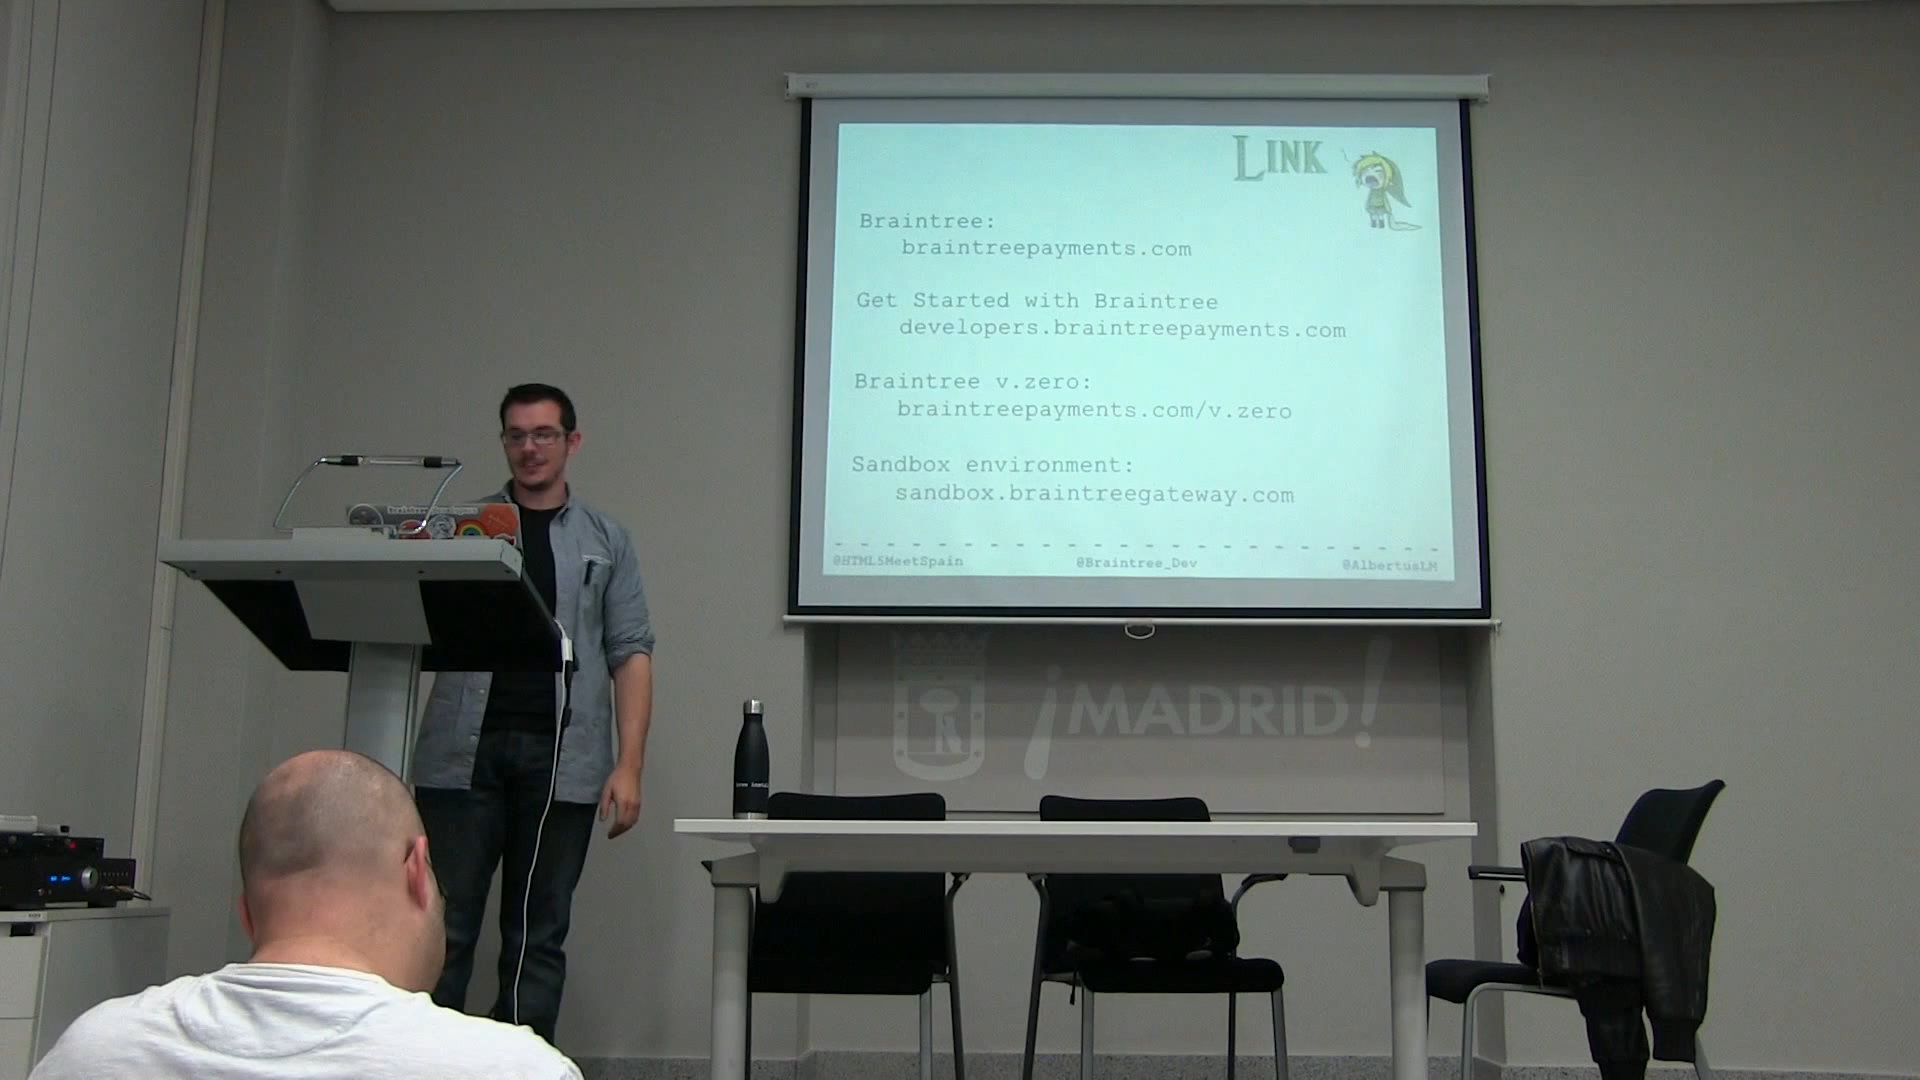 LINK
Braintree:
braintreepayments.com
Get Started with Braintree
developers.braintreepayments.com
Braintree v.zero:
braintreepayments.com/v.zero
Sandbox environment:
sandbox.braintreegateway.com
@HTML5MeetSpain @Braintree_Dev @AlbertusLM
Braintree_Developers
¡MADRID!